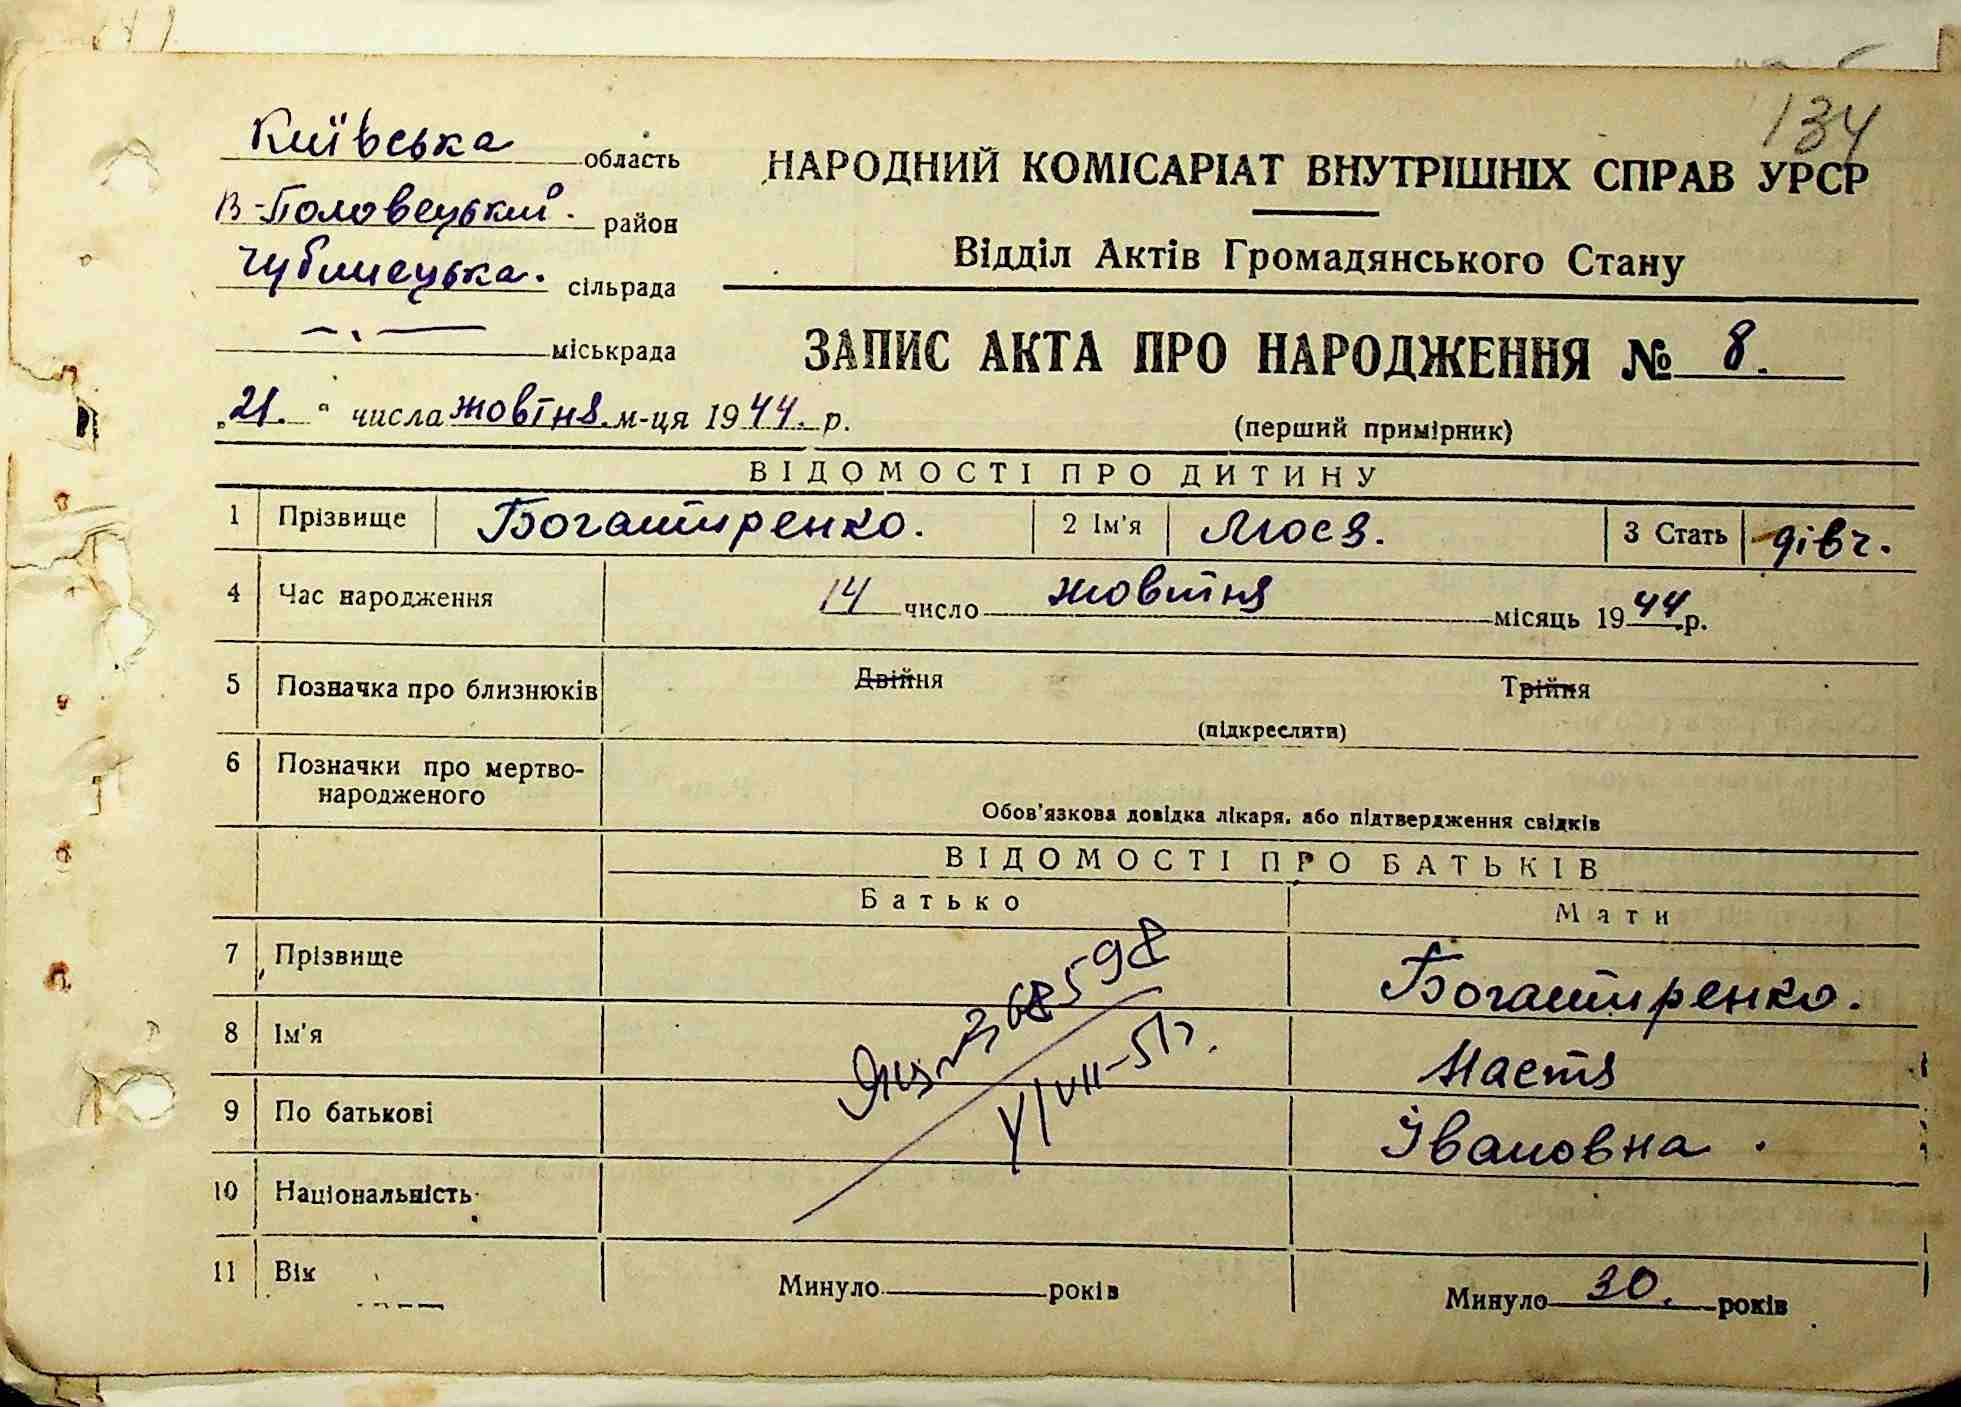 134
Київська область
В-Половецький район
Чубинецька. сільрада
міськрада
НАРОДНИЙ КОМІСАРІАТ ВНУТРІШНІХ СПРАВ УРСР
Відділ Актів Громадянського Стану
ЗАПИС АКТА ПРО НАРОДЖЕННЯ № 8.
(перший примірник)
„21." числа жовтня м-ця 1944. р.
ВІДОМОСТІ ПРО ДИТИНУ
1 Прізвище Богатиренко. 2 Ім'я Люся. 3 Стать дівч.
4 Час народження 14 число жовтня місяць 1944 р.
5 Позначка про близнюків Двійня Трійня
(підкреслити)
6 Позначки про мертво-
народженого
Обов'язкова довідка лікаря, або підтвердження свідків
ВІДОМОСТІ ПРО БАТЬКІВ
Батько Мати
7 Прізвище Богатиренко.
8 Ім'я Настя
9 По батькові Івановна.
10 Національність
11 Вік Минуло років Минуло 30. років